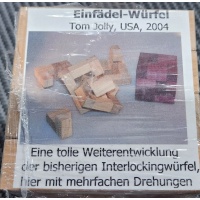 Einfädel-Würfel
Tom Jolly, USA, 2004
Eine tolle Weiterentwicklung
der bisherigen Interlockingwürfel,
hier mit mehrfachen Drehungen